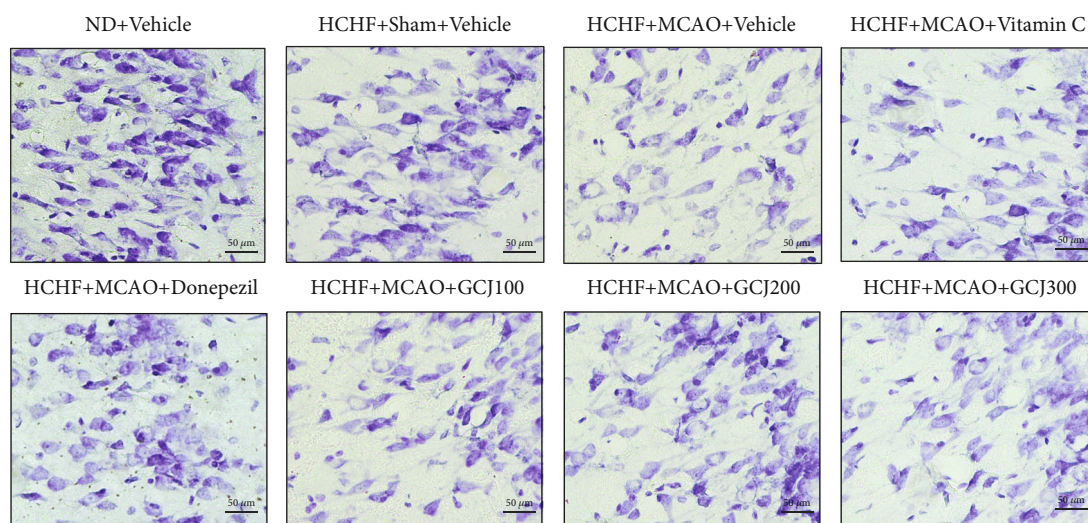 ND+Vehicle
HCHF+Sham+Vehicle
HCHF+MCAO+Vehicle
HCHF+MCAO+Vitamin C
50 μm
50 μm
50 μm
50 μm
HCHF+MCAO+Donepezil
HCHF+MCAO+GCJ100
HCHF+MCAO+GCJ200
HCHF+MCAO+GCJ300
50 μm
50 μm
50 μm
50 μm